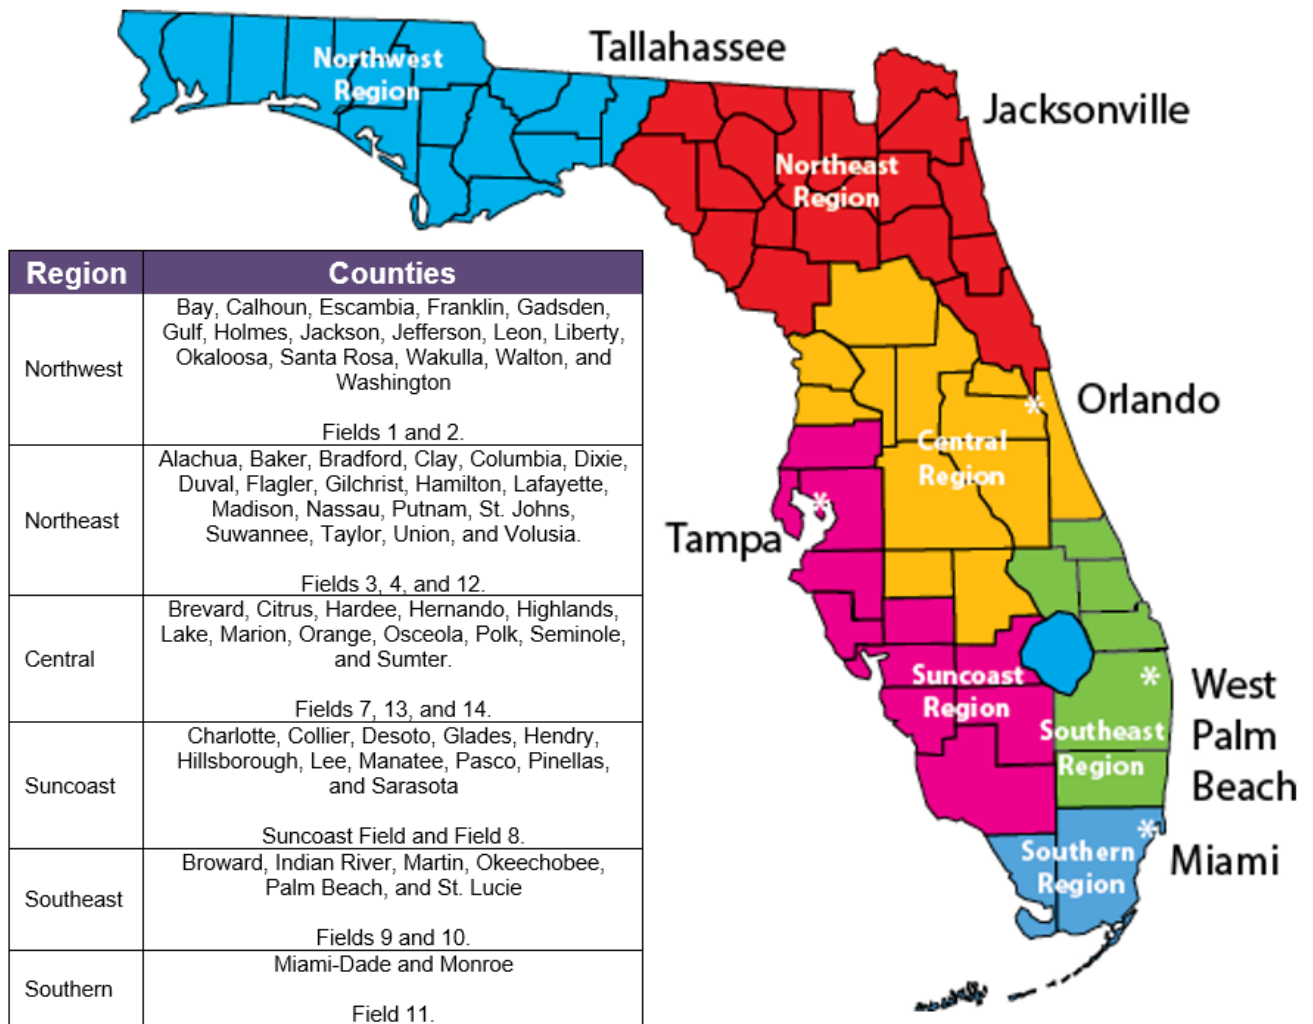 Tallahassee
Jacksonville
Orlando
Tampa
West
Palm
Beach
Miami
Northwest
Region
Northeast
Region
Central
Region
Suncoast
Region
Southeast
Region
Southern
Region
*
*
*
*
Region Counties
Northwest
Bay, Calhoun, Escambia, Franklin, Gadsden,
Gulf, Holmes, Jackson, Jefferson, Leon, Liberty,
Okaloosa, Santa Rosa, Wakulla, Walton, and
Washington
Fields 1 and 2.
Northeast
Alachua, Baker, Bradford, Clay, Columbia, Dixie,
Duval, Flagler, Gilchrist, Hamilton, Lafayette,
Madison, Nassau, Putnam, St. Johns,
Suwannee, Taylor, Union, and Volusia.
Fields 3, 4, and 12.
Central
Brevard, Citrus, Hardee, Hernando, Highlands,
Lake, Marion, Orange, Osceola, Polk, Seminole,
and Sumter.
Fields 7, 13, and 14.
Suncoast
Charlotte, Collier, Desoto, Glades, Hendry,
Hillsborough, Lee, Manatee, Pasco, Pinellas,
and Sarasota
Suncoast Field and Field 8.
Southeast
Broward, Indian River, Martin, Okeechobee,
Palm Beach, and St. Lucie
Fields 9 and 10.
Southern
Miami-Dade and Monroe
Field 11.